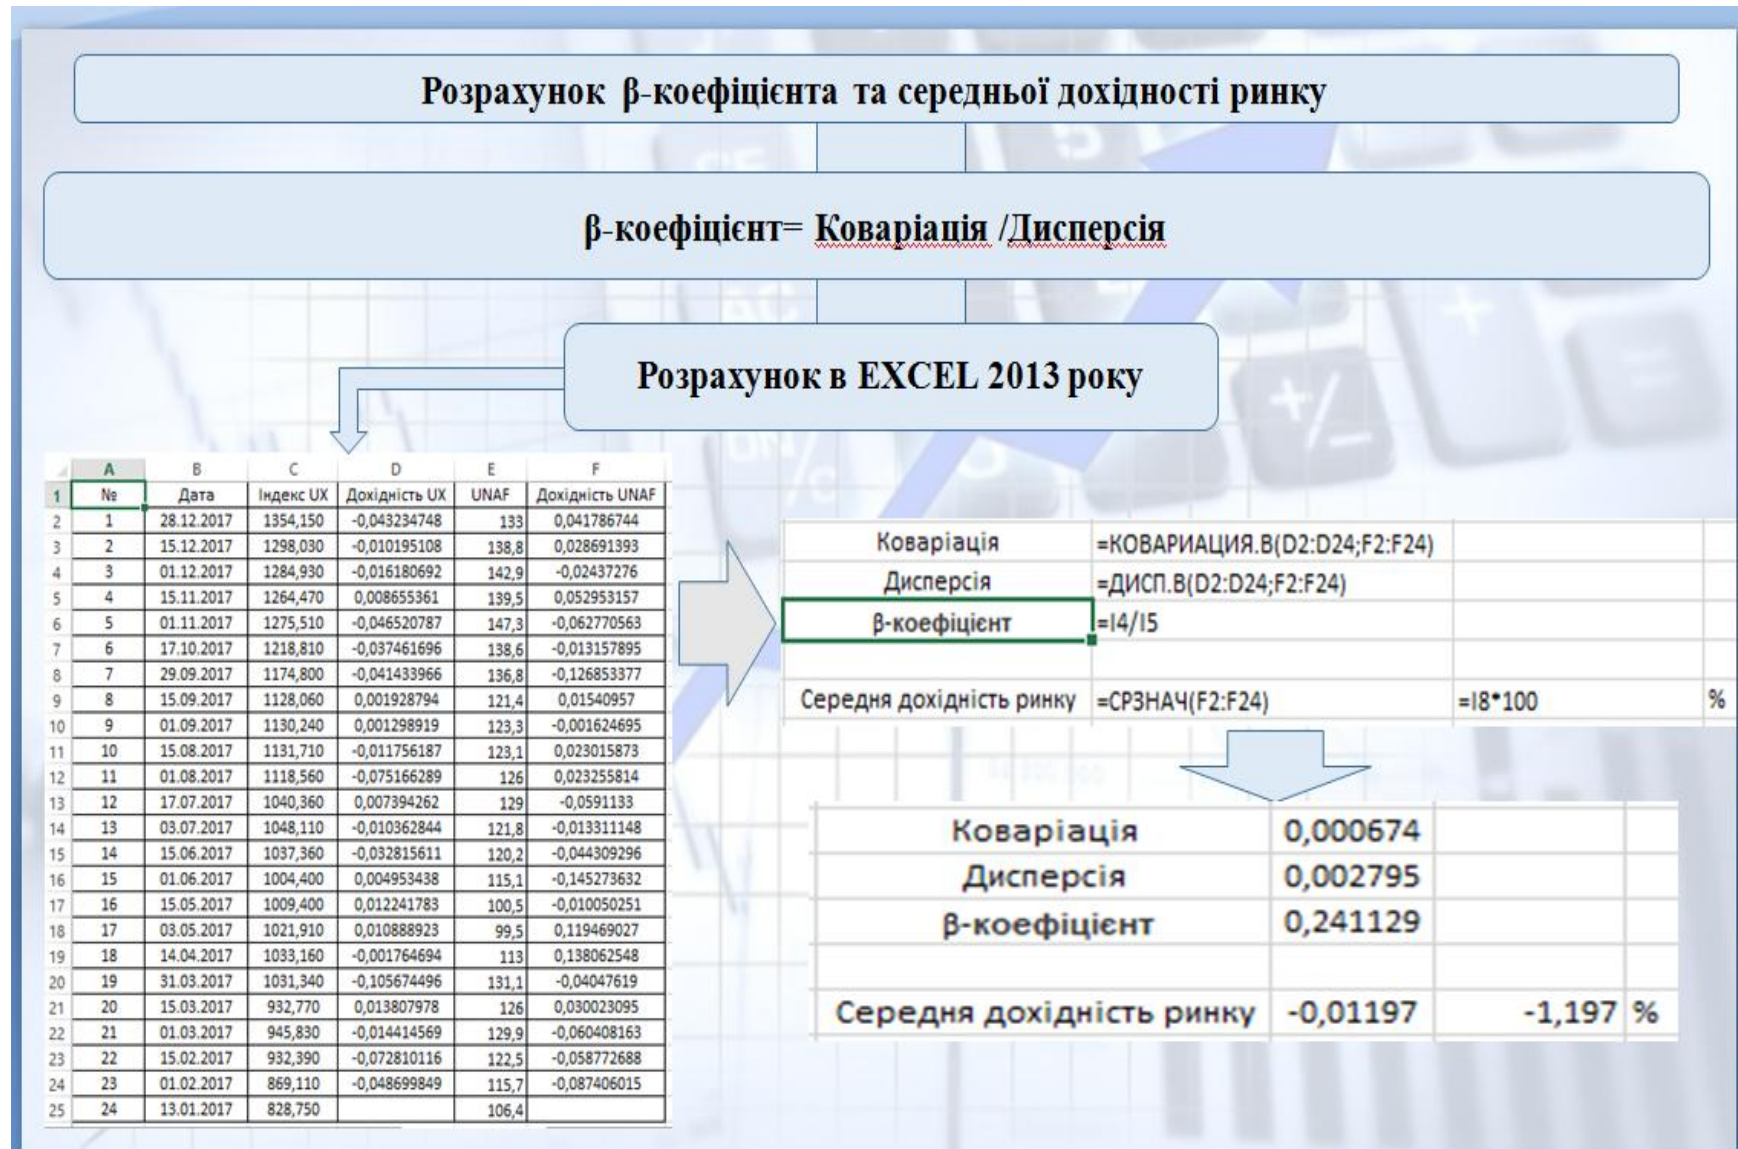 Розрахунок β-коефіцієнта та середньої дохідності ринку
β-коефіцієнт= Коваріація /Дисперсія
Розрахунок в EXCEL 2013 року
A B C D E F
1 № Дата Індекс UX Дохідність UX UNAF Дохідність UNAF
2 1 28.12.2017 1354,150 -0,043234748 133 0,041786744
3 2 15.12.2017 1298,030 -0,010195108 138,8 0,028691393
4 3 01.12.2017 1284,930 -0,016180692 142,9 -0,02437276
5 4 15.11.2017 1264,470 0,008655361 139,5 0,052953157
6 5 01.11.2017 1275,510 -0,046520787 147,3 -0,062770563
7 6 17.10.2017 1218,810 -0,037461696 138,6 -0,013157895
8 7 29.09.2017 1174,800 -0,041433966 136,8 -0,126853377
9 8 15.09.2017 1128,060 0,001928794 121,4 0,01540957
10 9 01.09.2017 1130,240 0,001298919 123,3 -0,001624695
11 10 15.08.2017 1131,710 -0,011756187 123,1 0,023015873
12 11 01.08.2017 1118,560 -0,075166289 126 0,023255814
13 12 17.07.2017 1040,360 0,007394262 129 -0,0591133
14 13 03.07.2017 1048,110 -0,010362844 121,8 -0,013311148
15 14 15.06.2017 1037,360 -0,032815611 120,2 -0,044309296
16 15 01.06.2017 1004,400 0,004953438 115,1 -0,145273632
17 16 15.05.2017 1009,400 0,012241783 100,5 -0,010050251
18 17 03.05.2017 1021,910 0,010888923 99,5 0,119469027
19 18 14.04.2017 1033,160 -0,001764694 113 0,138062548
20 19 31.03.2017 1031,340 -0,105674496 131,1 -0,04047619
21 20 15.03.2017 932,770 0,013807978 126 0,030023095
22 21 01.03.2017 945,830 -0,014414569 129,9 -0,060408163
23 22 15.02.2017 932,390 -0,072810116 122,5 -0,058772688
24 23 01.02.2017 869,110 -0,048699849 115,7 -0,087406015
25 24 13.01.2017 828,750 106,4
Коваріація =КОВАРИАЦИЯ.В(D2:D24;F2:F24)
Дисперсія =ДИСП.В(D2:D24;F2:F24)
β-коефіцієнт =I4/I5
Середня дохідність ринку =СРЗНАЧ(F2:F24) =I8*100 %
Коваріація 0,000674
Дисперсія 0,002795
β-коефіцієнт 0,241129
Середня дохідність ринку -0,01197 -1,197 %